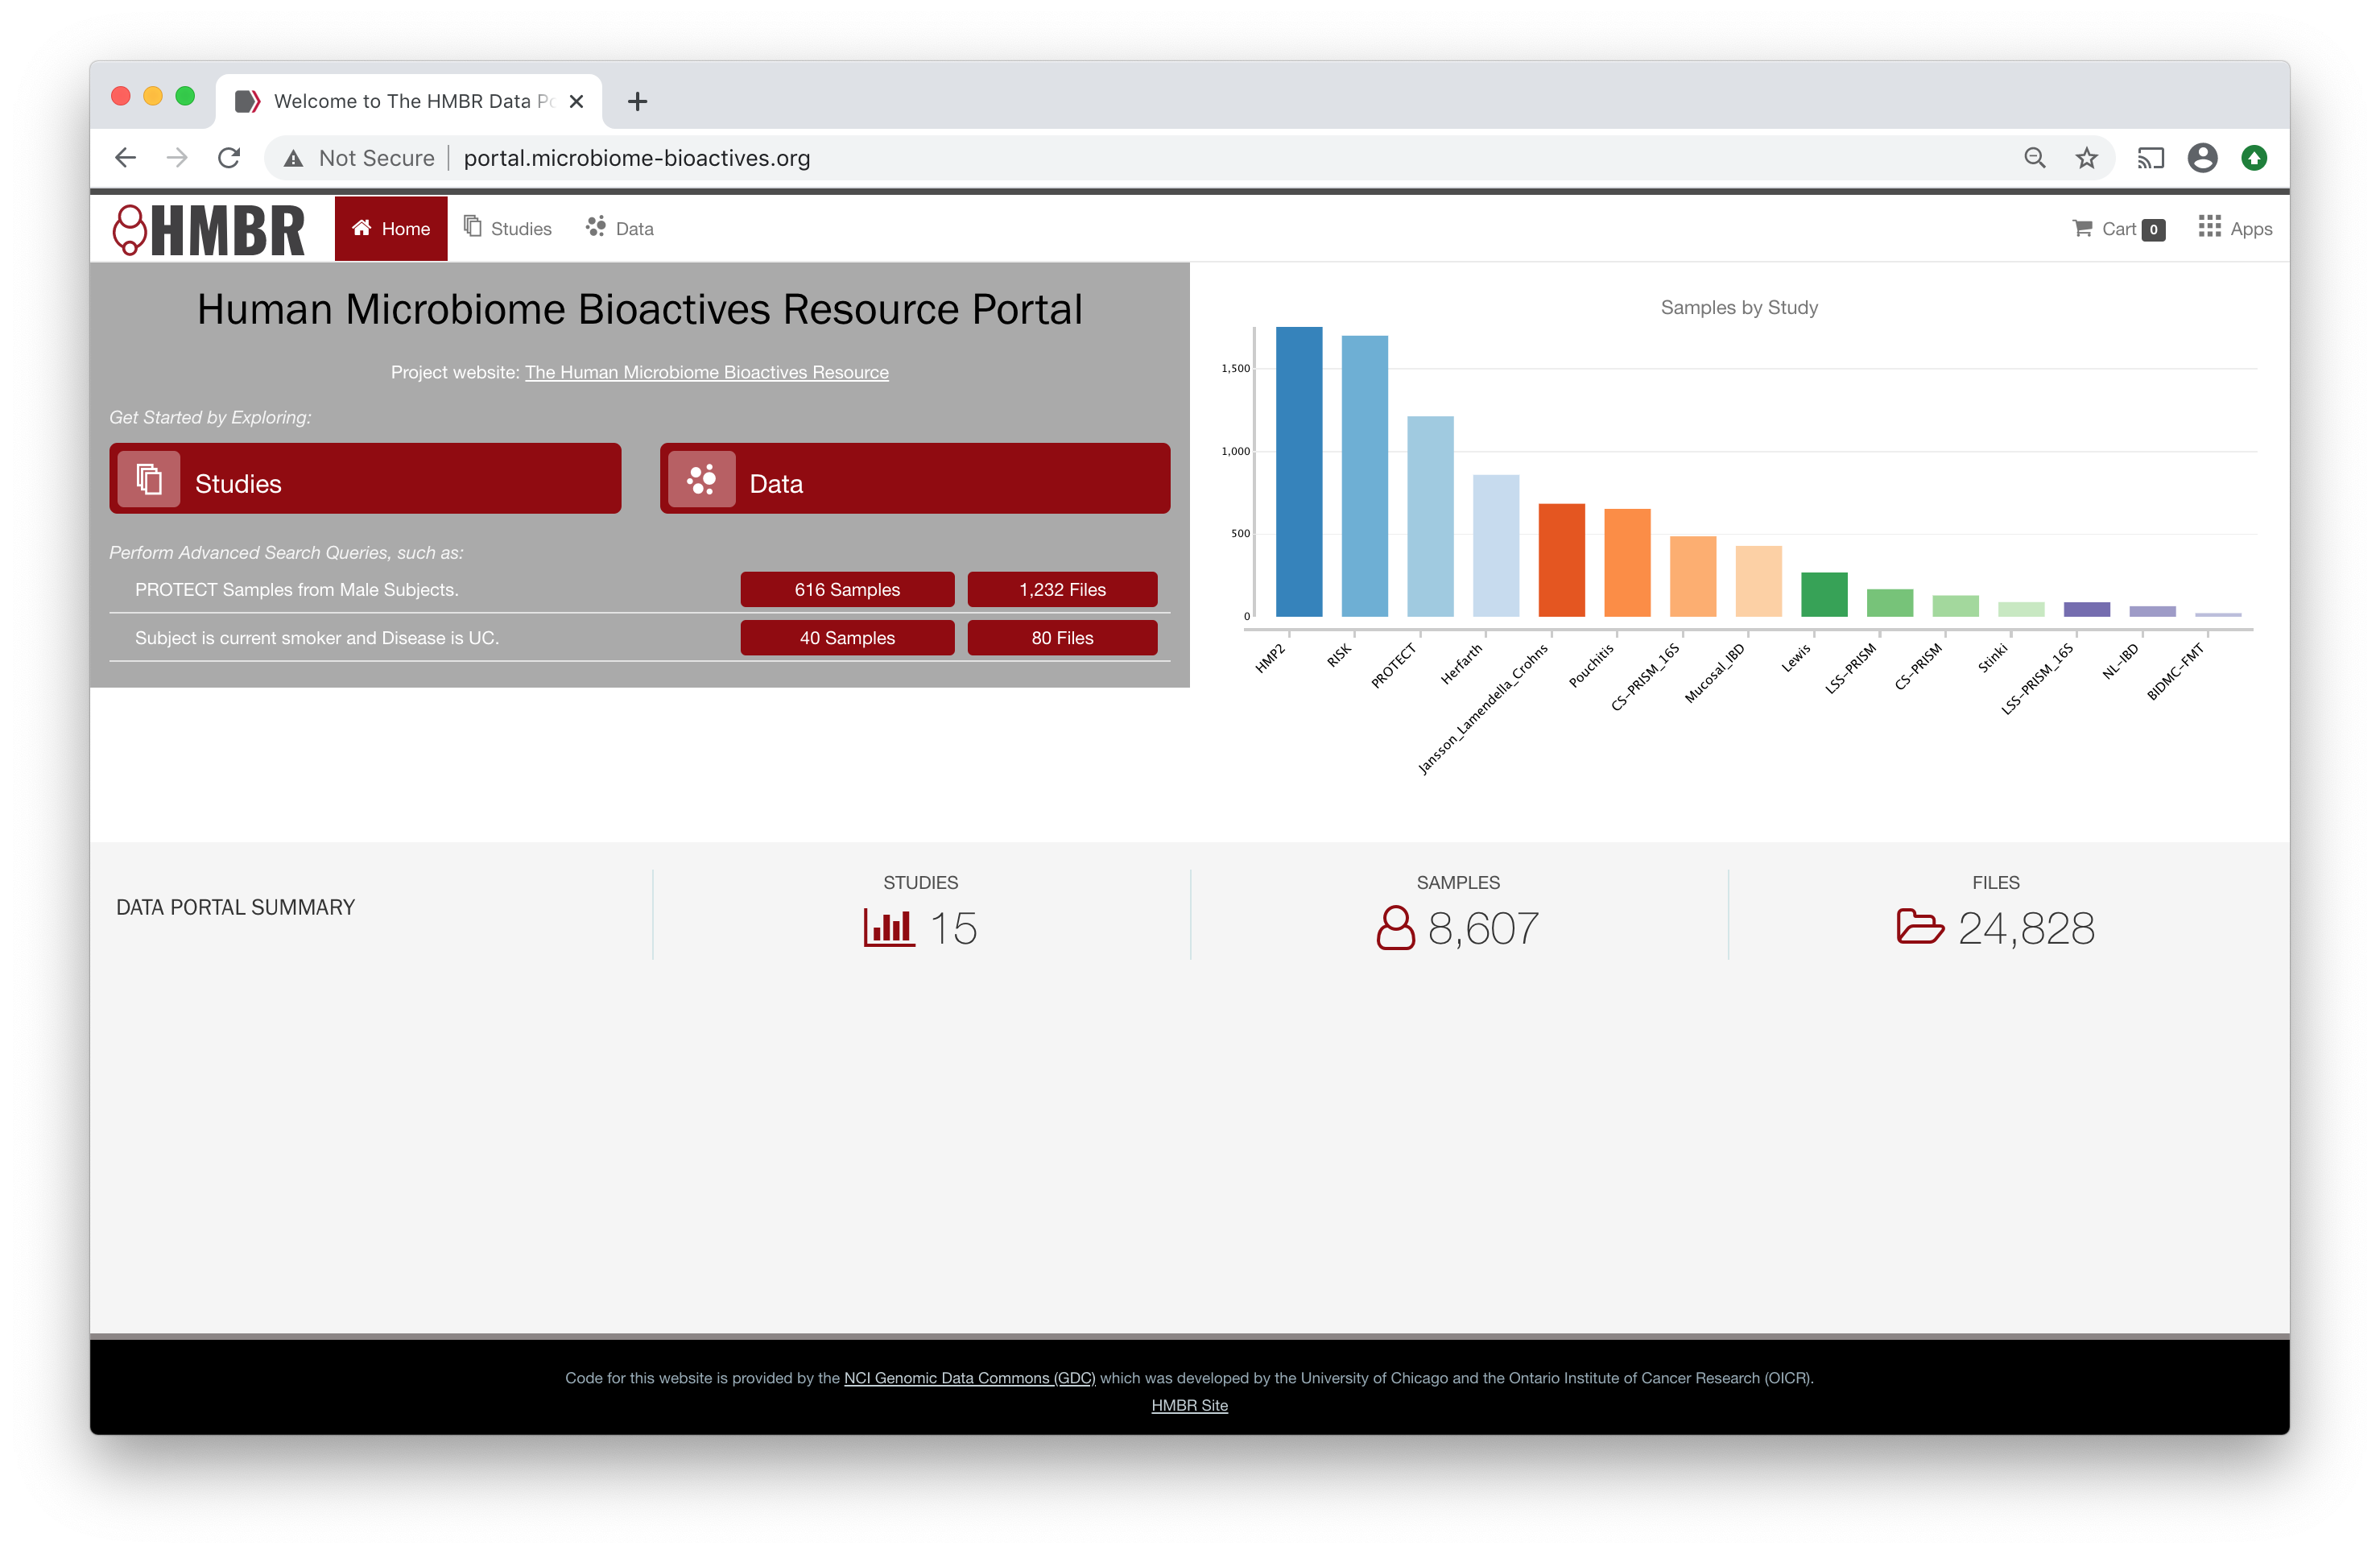 Welcome to The HMBR Data Po
Not Secure portal.microbiome-bioactives.org
HMBR Home Studies Data Cart 0 Apps
Human Microbiome Bioactives Resource Portal
Project website: The Human Microbiome Bioactives Resource
Get Started by Exploring:
Studies Data
Perform Advanced Search Queries, such as:
PROTECT Samples from Male Subjects. 616 Samples 1,232 Files
Subject is current smoker and Disease is UC. 40 Samples 80 Files
Samples by Study
1,500
1,000
500
0
HMP2
RISK
PROTECT
Herfarth
Jansson_Lamendella_Crohns
Pouchitis
CS-PRISM_16S
Mucosal_IBD
Lewis
LSS-PRISM
CS-PRISM
Stinki
LSS-PRISM_16S
NL-IBD
BIDMC-FMT
DATA PORTAL SUMMARY
STUDIES
15
SAMPLES
8,607
FILES
24,828
Code for this website is provided by the NCI Genomic Data Commons (GDC) which was developed by the University of Chicago and the Ontario Institute of Cancer Research (OICR).
HMBR Site